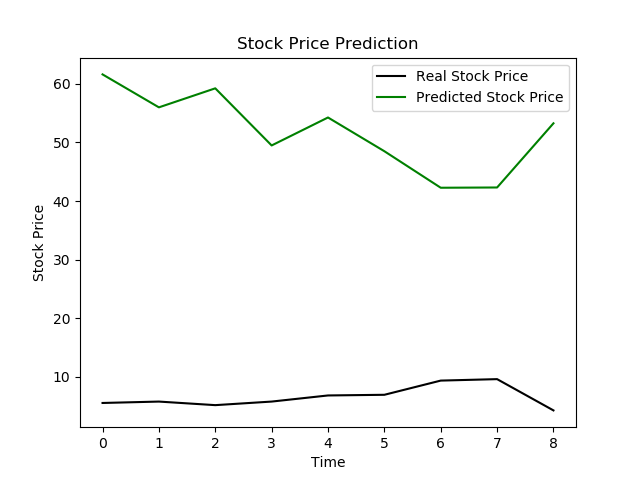 Stock Price Prediction
Real Stock Price
Predicted Stock Price
60
50
40
30
20
10
Stock Price
0 1 2 3 4 5 6 7 8
Time